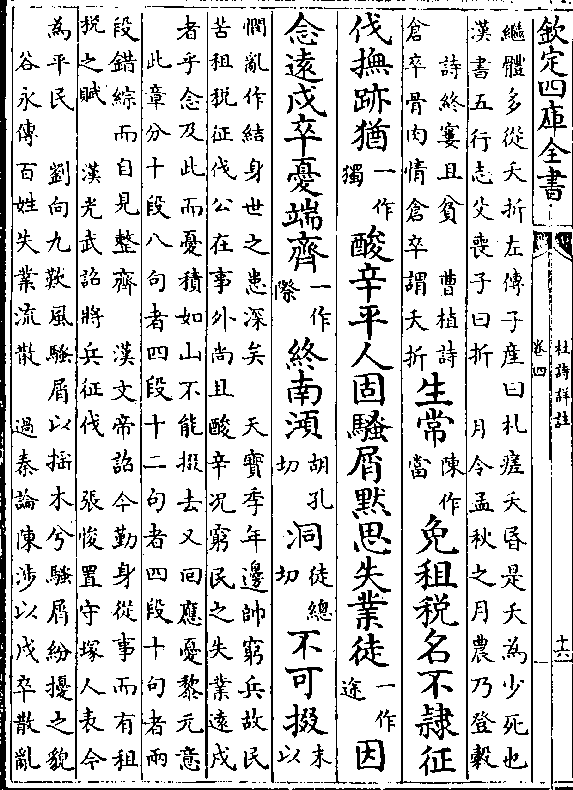 欽定四庫全書
杜詩詳註
卷四
十六
繼體多從夭折左傳子產曰札瘥夭昏是夭為少死也
漢書五行志父喪子曰折 月令孟秋之月農乃登穀
詩終窶且貧 曹植詩
倉卒骨肉情倉卒謂夭折
生常陳作當免租税名不隸征
伐撫跡猶一作獨酸辛平人固騷屑默思失業徒一作途因
念遠戍卒憂端齊一作際終南澒胡孔切洞徒總切不可掇末以
憫亂作結身世之患深矣 天寶季年邊帥窮兵故民
苦租税征伐公在事外尚且酸辛况窮民之失業遠戍
者乎念及此而憂積如山不能掇去又回應憂黎元意
此章分十段八句者四段十二句者四段十句者兩
段錯綜而自見整齊 漢文帝詔今勤身從事而有租
税之賦 漢光武詔將兵征伐 張悛置守塚人表今
為平民 劉向九歎風騷屑以摇木兮騷屑紛擾之貌
谷永傳百姓失業流散 過秦論陳涉以戍卒散亂